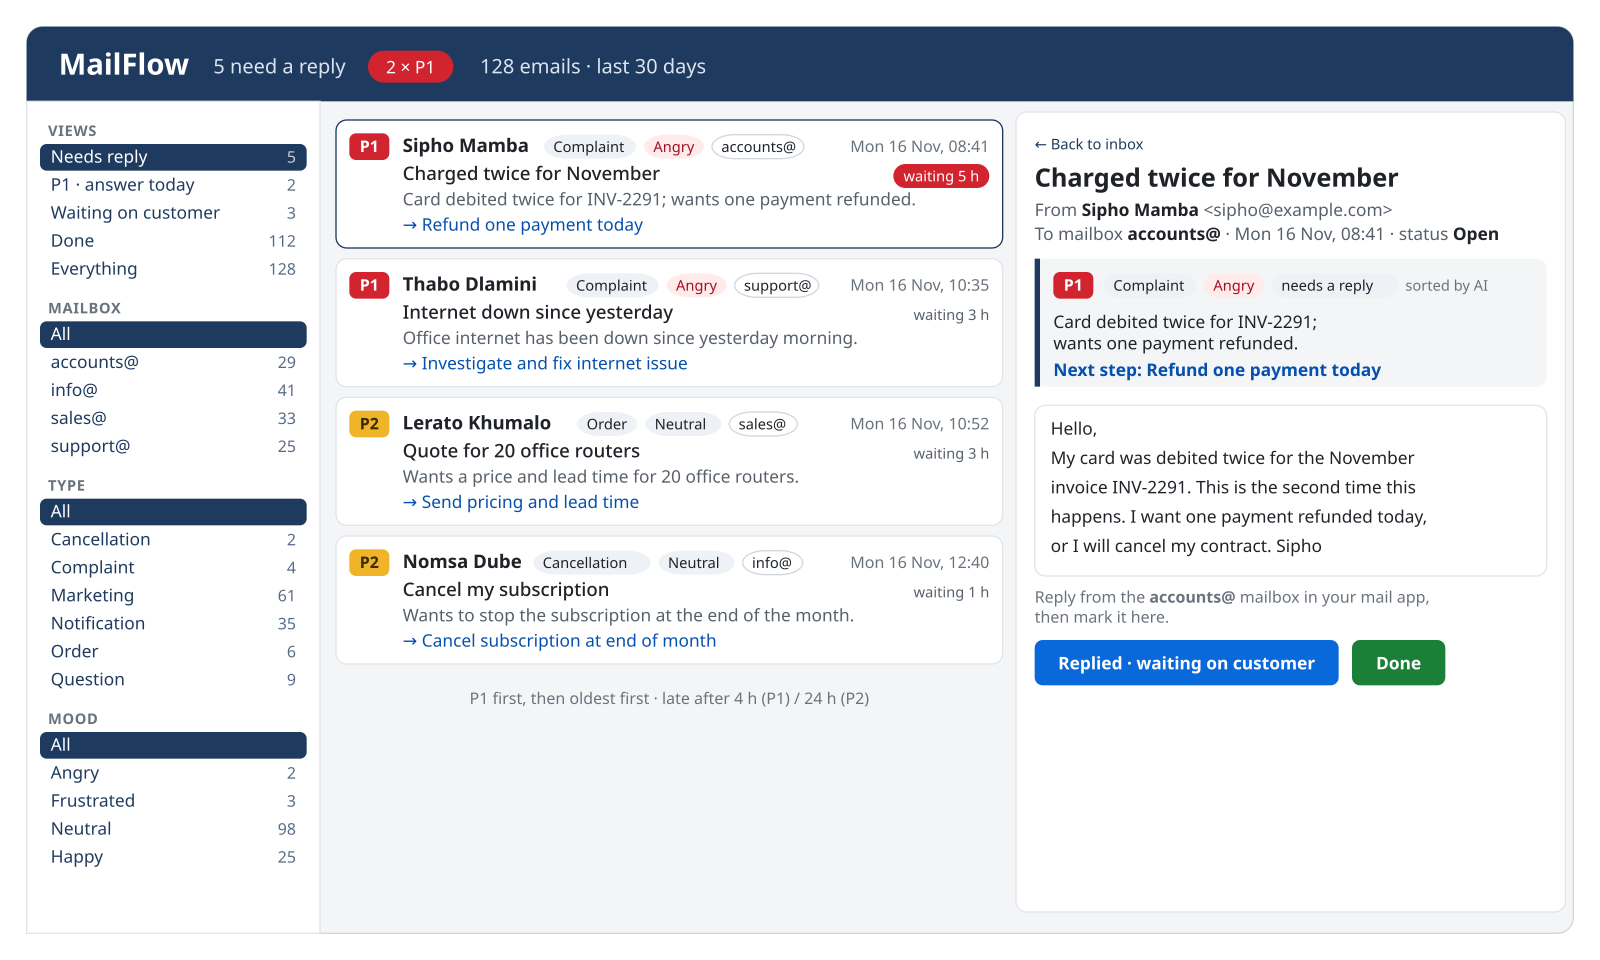 MailFlow 5 need a reply 2 × P1 128 emails · last 30 days
VIEWS
Needs reply 5
P1 · answer today 2
Waiting on customer 3
Done 112
Everything 128
MAILBOX
All
accounts@ 29
info@ 41
sales@ 33
support@ 25
TYPE
All
Cancellation 2
Complaint 4
Marketing 61
Notification 35
Order 6
Question 9
MOOD
All
Angry 2
Frustrated 3
Neutral 98
Happy 25
P1 Sipho Mamba Complaint Angry accounts@ Mon 16 Nov, 08:41
Charged twice for November waiting 5 h
Card debited twice for INV-2291; wants one payment refunded.
→ Refund one payment today
P1 Thabo Dlamini Complaint Angry support@ Mon 16 Nov, 10:35
Internet down since yesterday waiting 3 h
Office internet has been down since yesterday morning.
→ Investigate and fix internet issue
P2 Lerato Khumalo Order Neutral sales@ Mon 16 Nov, 10:52
Quote for 20 office routers waiting 3 h
Wants a price and lead time for 20 office routers.
→ Send pricing and lead time
P2 Nomsa Dube Cancellation Neutral info@ Mon 16 Nov, 12:40
Cancel my subscription waiting 1 h
Wants to stop the subscription at the end of the month.
→ Cancel subscription at end of month
P1 first, then oldest first · late after 4 h (P1) / 24 h (P2)
← Back to inbox
Charged twice for November
From Sipho Mamba <sipho@example.com>
To mailbox accounts@ · Mon 16 Nov, 08:41 · status Open
P1 Complaint Angry needs a reply sorted by AI
Card debited twice for INV-2291;
wants one payment refunded.
Next step: Refund one payment today
Hello,
My card was debited twice for the November
invoice INV-2291. This is the second time this
happens. I want one payment refunded today,
or I will cancel my contract. Sipho
Reply from the accounts@ mailbox in your mail app,
then mark it here.
Replied · waiting on customer Done